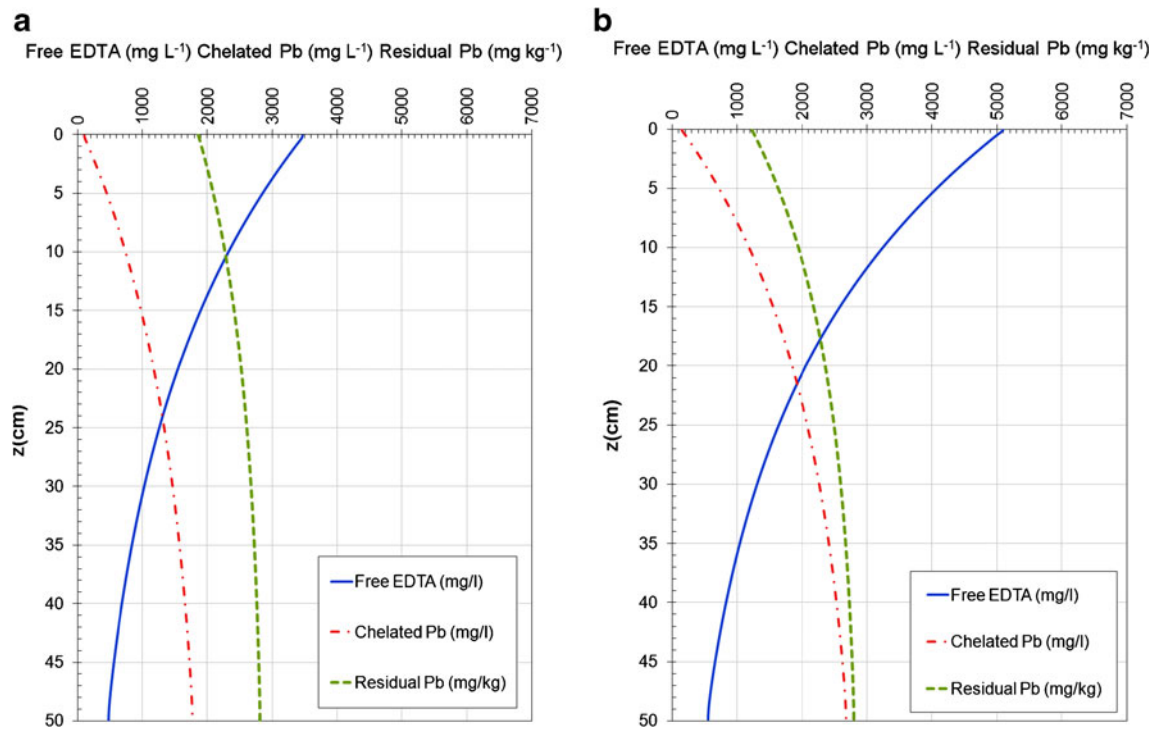 a
Free EDTA (mg L-1) Chelated Pb (mg L-1) Residual Pb (mg kg-1)
0 1000 2000 3000 4000 5000 6000 7000
0
5
10
15
20
25
30
35
40
45
50
z(cm)
Free EDTA (mg/l)
Chelated Pb (mg/l)
Residual Pb (mg/kg)
b
Free EDTA (mg L-1) Chelated Pb (mg L-1) Residual Pb (mg kg-1)
0 1000 2000 3000 4000 5000 6000 7000
0
5
10
15
20
25
30
35
40
45
50
z(cm)
Free EDTA (mg/l)
Chelated Pb (mg/l)
Residual Pb (mg/kg)